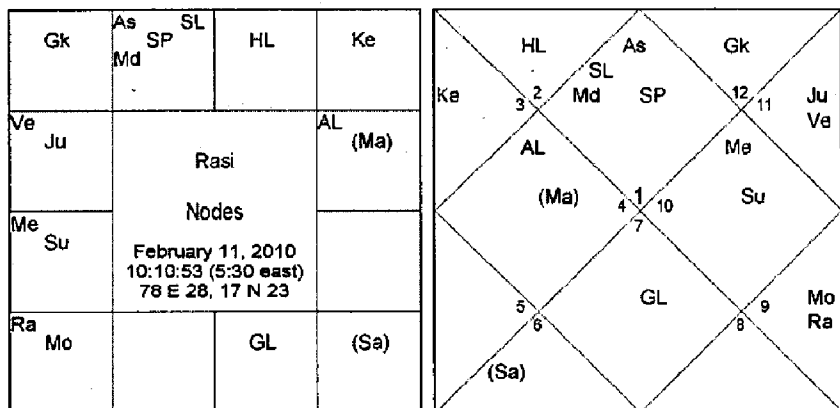 Gk
As SL
SP
Md
HL
Ke
Ve
Ju
AL
(Ma)
Rasi
Nodes
February 11, 2010
10:10:53 (5:30 east)
78 E 28, 17 N 23
Me
Su
Ra
Mo
GL
(Sa)
HL
As
Gk
SL
Ke
Md
SP
Ju
Ve
2
3
12
11
AL
Me
(Ma)
Su
1
4
10
7
GL
5
6
9
8
Mo
Ra
(Sa)